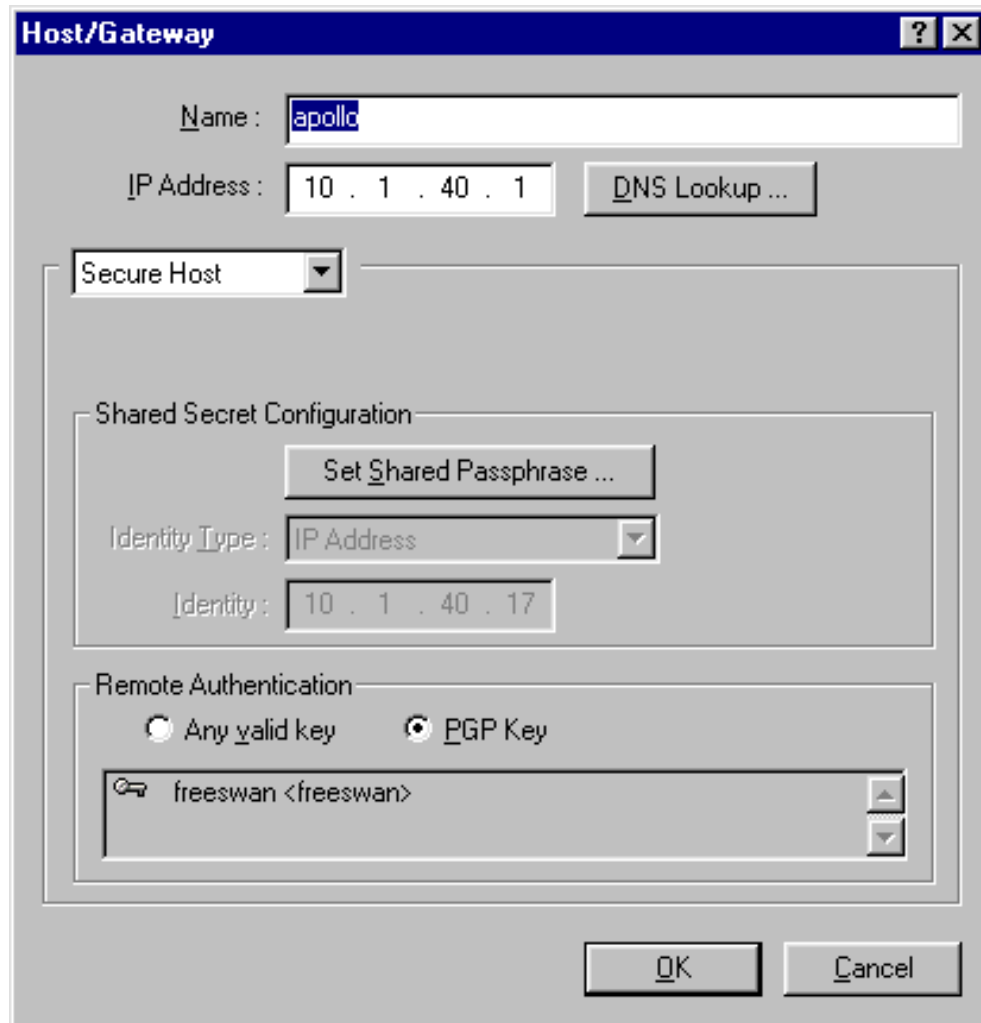 Host/Gateway
Name : apollo
IP Address : 10 . 1 . 40 . 1 DNS Lookup ...
Secure Host
Shared Secret Configuration
Set Shared Passphrase ...
Identity Type : IP Address
Identity : 10 . 1 . 40 . 17
Remote Authentication
Any valid key PGP Key
freeswan <freeswan>
OK Cancel